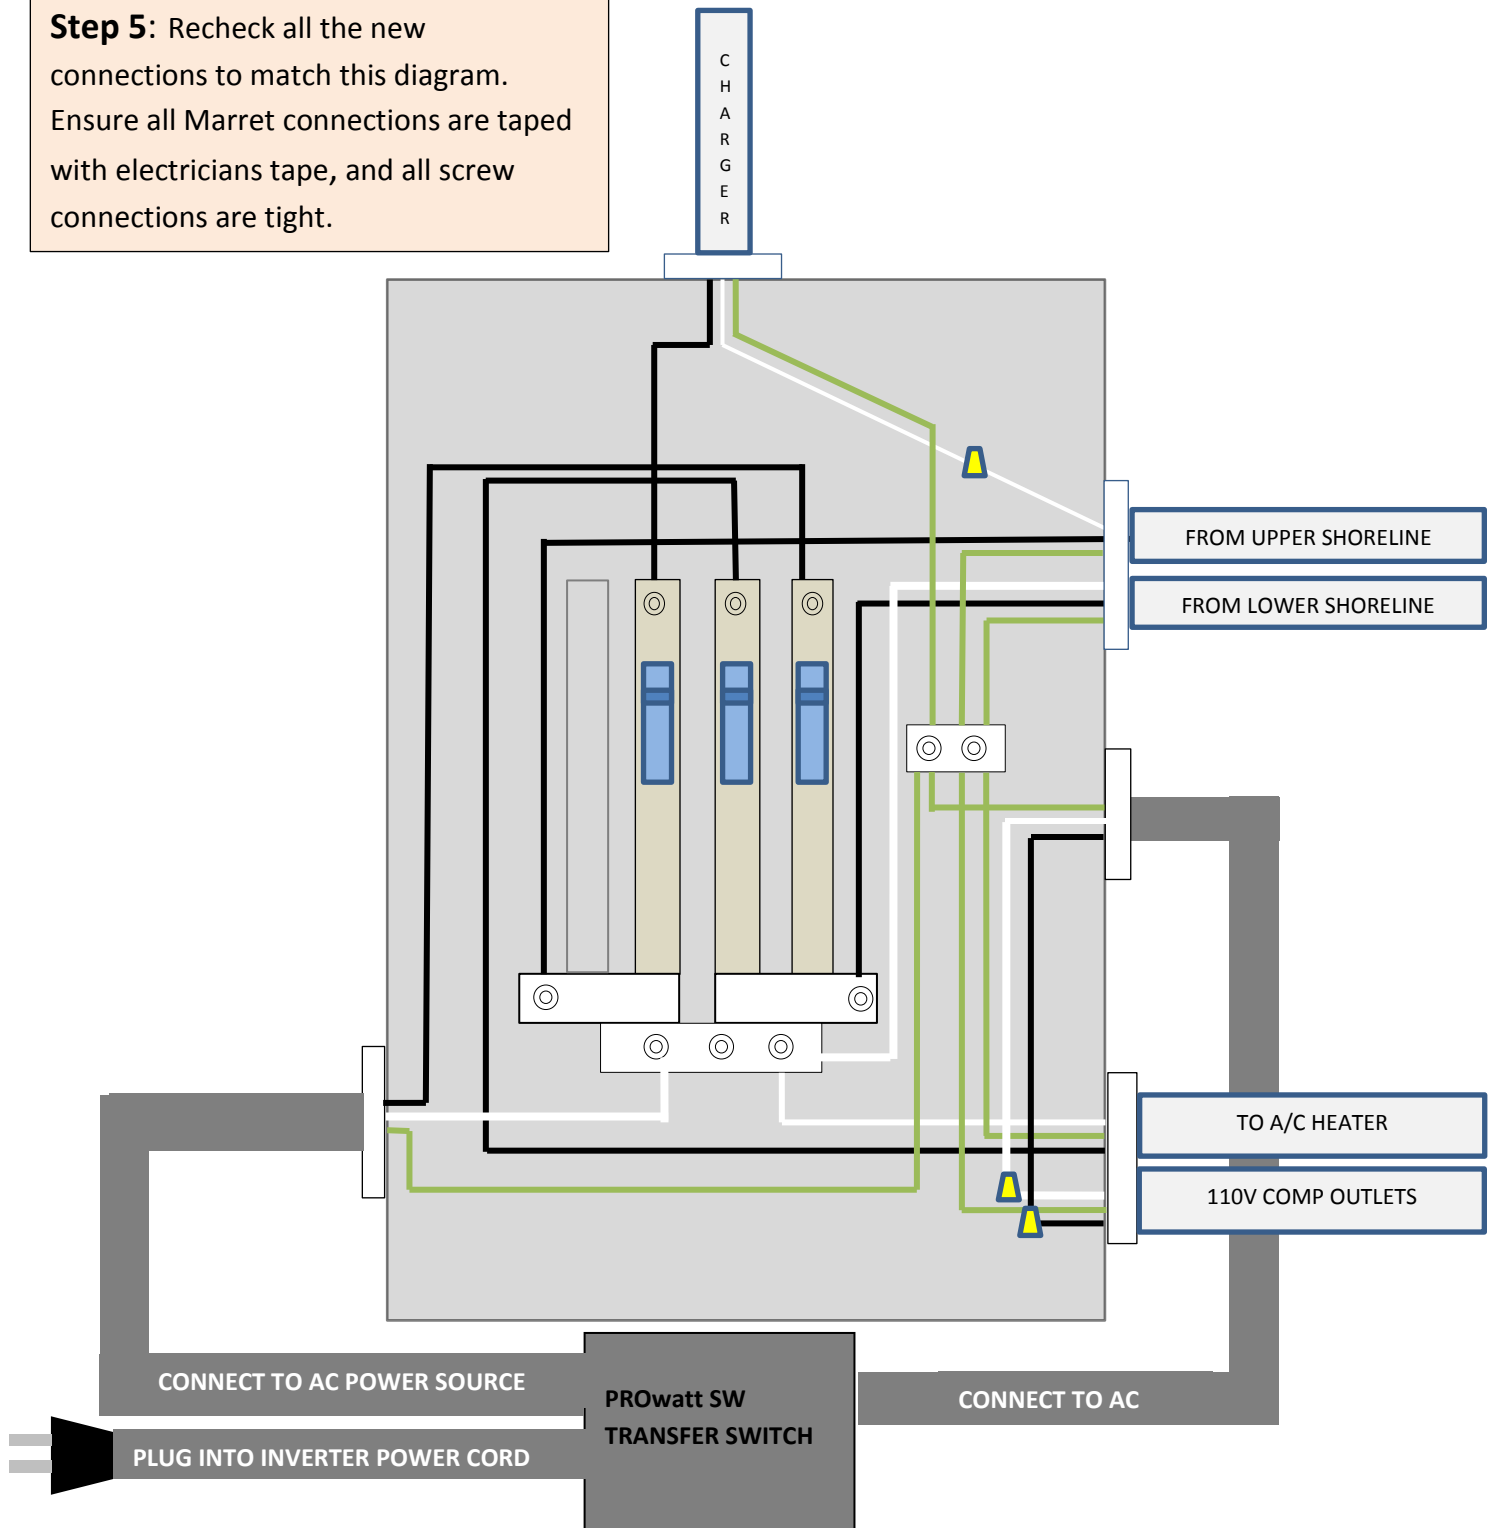 Step 5: Recheck all the new
connections to match this diagram.
Ensure all Marret connections are taped
with electricians tape, and all screw
connections are tight.
CHARGER
FROM UPPER SHORELINE
FROM LOWER SHORELINE
TO A/C HEATER
110V COMP OUTLETS
CONNECT TO AC POWER SOURCE
PLUG INTO INVERTER POWER CORD
PROwatt SW
TRANSFER SWITCH
CONNECT TO AC